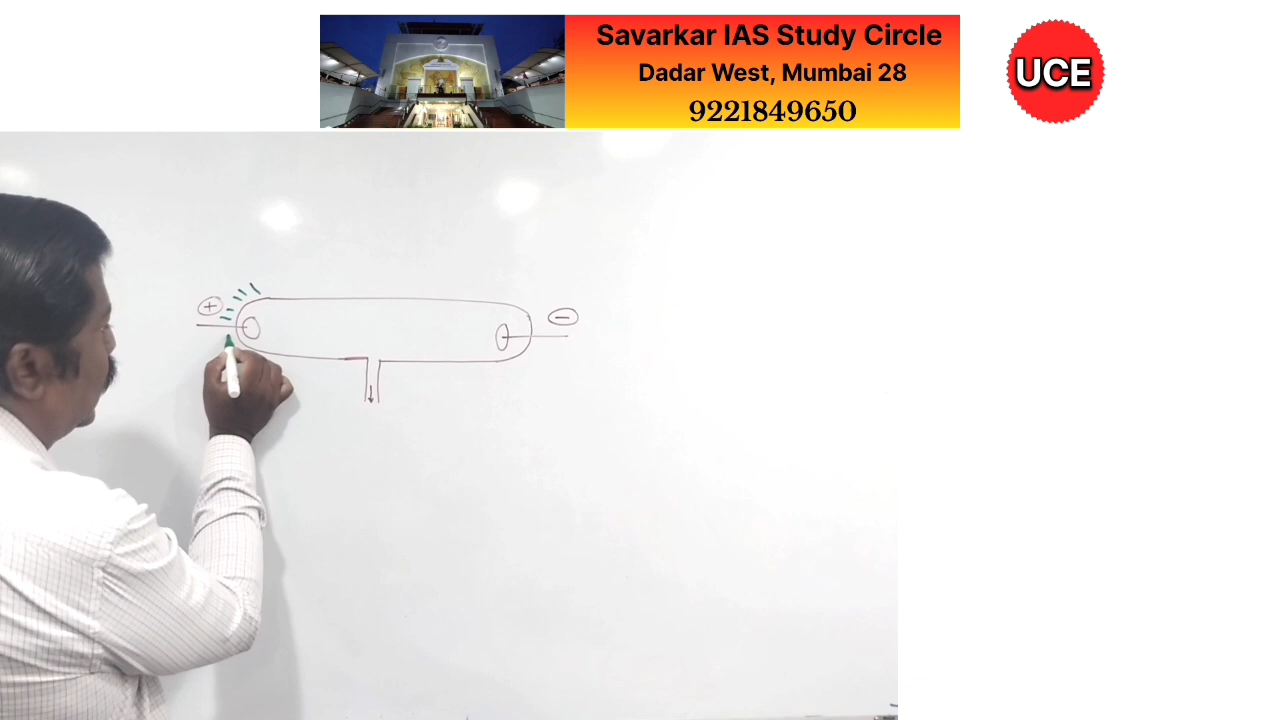 Savarkar IAS Study Circle
Dadar West, Mumbai 28
9221849650
UCE
+
−